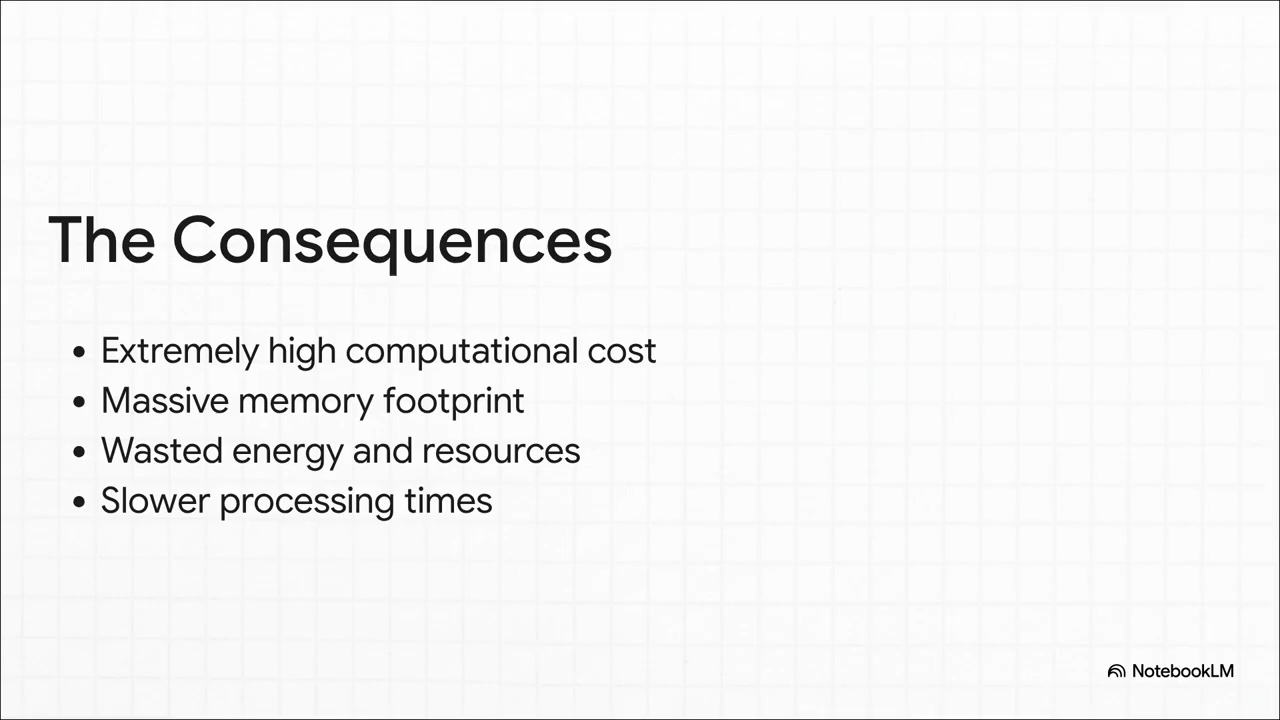 The Consequences
• Extremely high computational cost
• Massive memory footprint
• Wasted energy and resources
• Slower processing times
NotebookLM